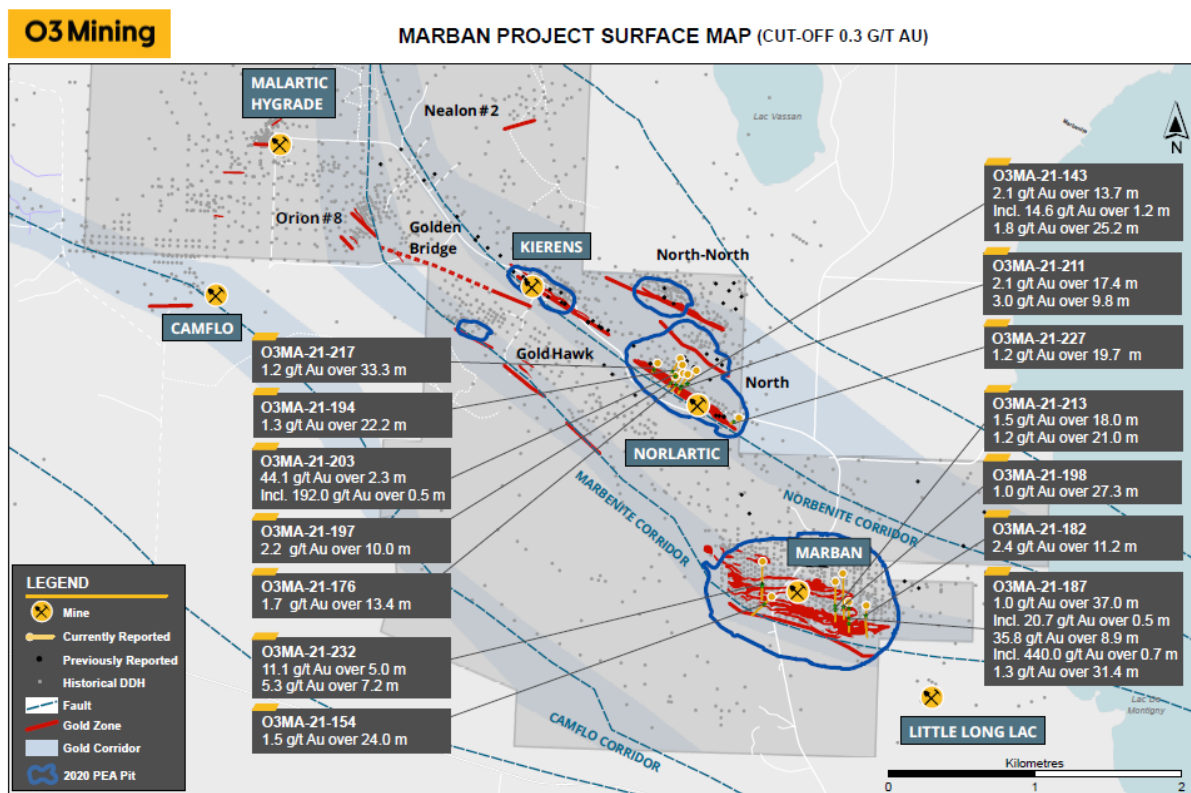 O3 Mining
MARBAN PROJECT SURFACE MAP (CUT-OFF 0.3 G/T AU)
MALARTIC
HYGRADE
Nealon #2
Lac Vassan
N
Orion #8
Golden
Bridge
KIERENS
North-North
CAMFLO
Gold Hawk
North
NORLARTIC
MARBENITE CORRIDOR
NORBENITE CORRIDOR
MARBAN
CAMFLO CORRIDOR
LITTLE LONG LAC
Lac De
Montigny
O3MA-21-217
1.2 g/t Au over 33.3 m
O3MA-21-194
1.3 g/t Au over 22.2 m
O3MA-21-203
44.1 g/t Au over 2.3 m
Incl. 192.0 g/t Au over 0.5 m
O3MA-21-197
2.2 g/t Au over 10.0 m
O3MA-21-176
1.7 g/t Au over 13.4 m
O3MA-21-232
11.1 g/t Au over 5.0 m
5.3 g/t Au over 7.2 m
O3MA-21-154
1.5 g/t Au over 24.0 m
O3MA-21-143
2.1 g/t Au over 13.7 m
Incl. 14.6 g/t Au over 1.2 m
1.8 g/t Au over 25.2 m
O3MA-21-211
2.1 g/t Au over 17.4 m
3.0 g/t Au over 9.8 m
O3MA-21-227
1.2 g/t Au over 19.7 m
O3MA-21-213
1.5 g/t Au over 18.0 m
1.2 g/t Au over 21.0 m
O3MA-21-198
1.0 g/t Au over 27.3 m
O3MA-21-182
2.4 g/t Au over 11.2 m
O3MA-21-187
1.0 g/t Au over 37.0 m
Incl. 20.7 g/t Au over 0.5 m
35.8 g/t Au over 8.9 m
Incl. 440.0 g/t Au over 0.7 m
1.3 g/t Au over 31.4 m
LEGEND
Mine
Currently Reported
Previously Reported
Historical DDH
Fault
Gold Zone
Gold Corridor
2020 PEA Pit
Kilometres
0 1 2